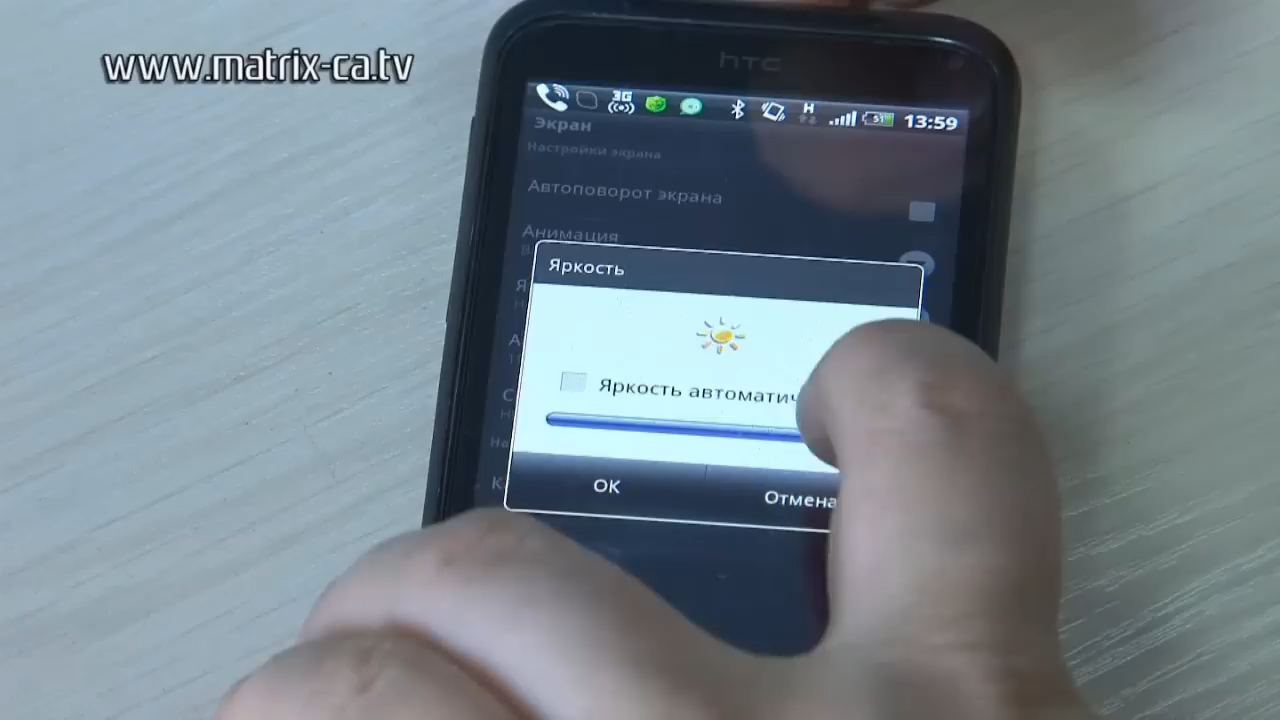 www.matrix-ca.tv
hTC
3G
H
51
13:59
Экран
Настройки экрана
Автоповорот экрана
Анимация
Яркость
Яркость автоматич
OK
Отмена